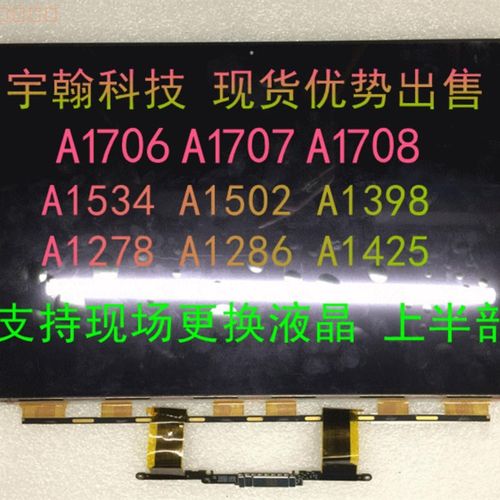 宇翰科技 现货优势出售
A1706 A1707 A1708
A1534 A1502 A1398
A1278 A1286 A1425
支持现场更换液晶 上半部